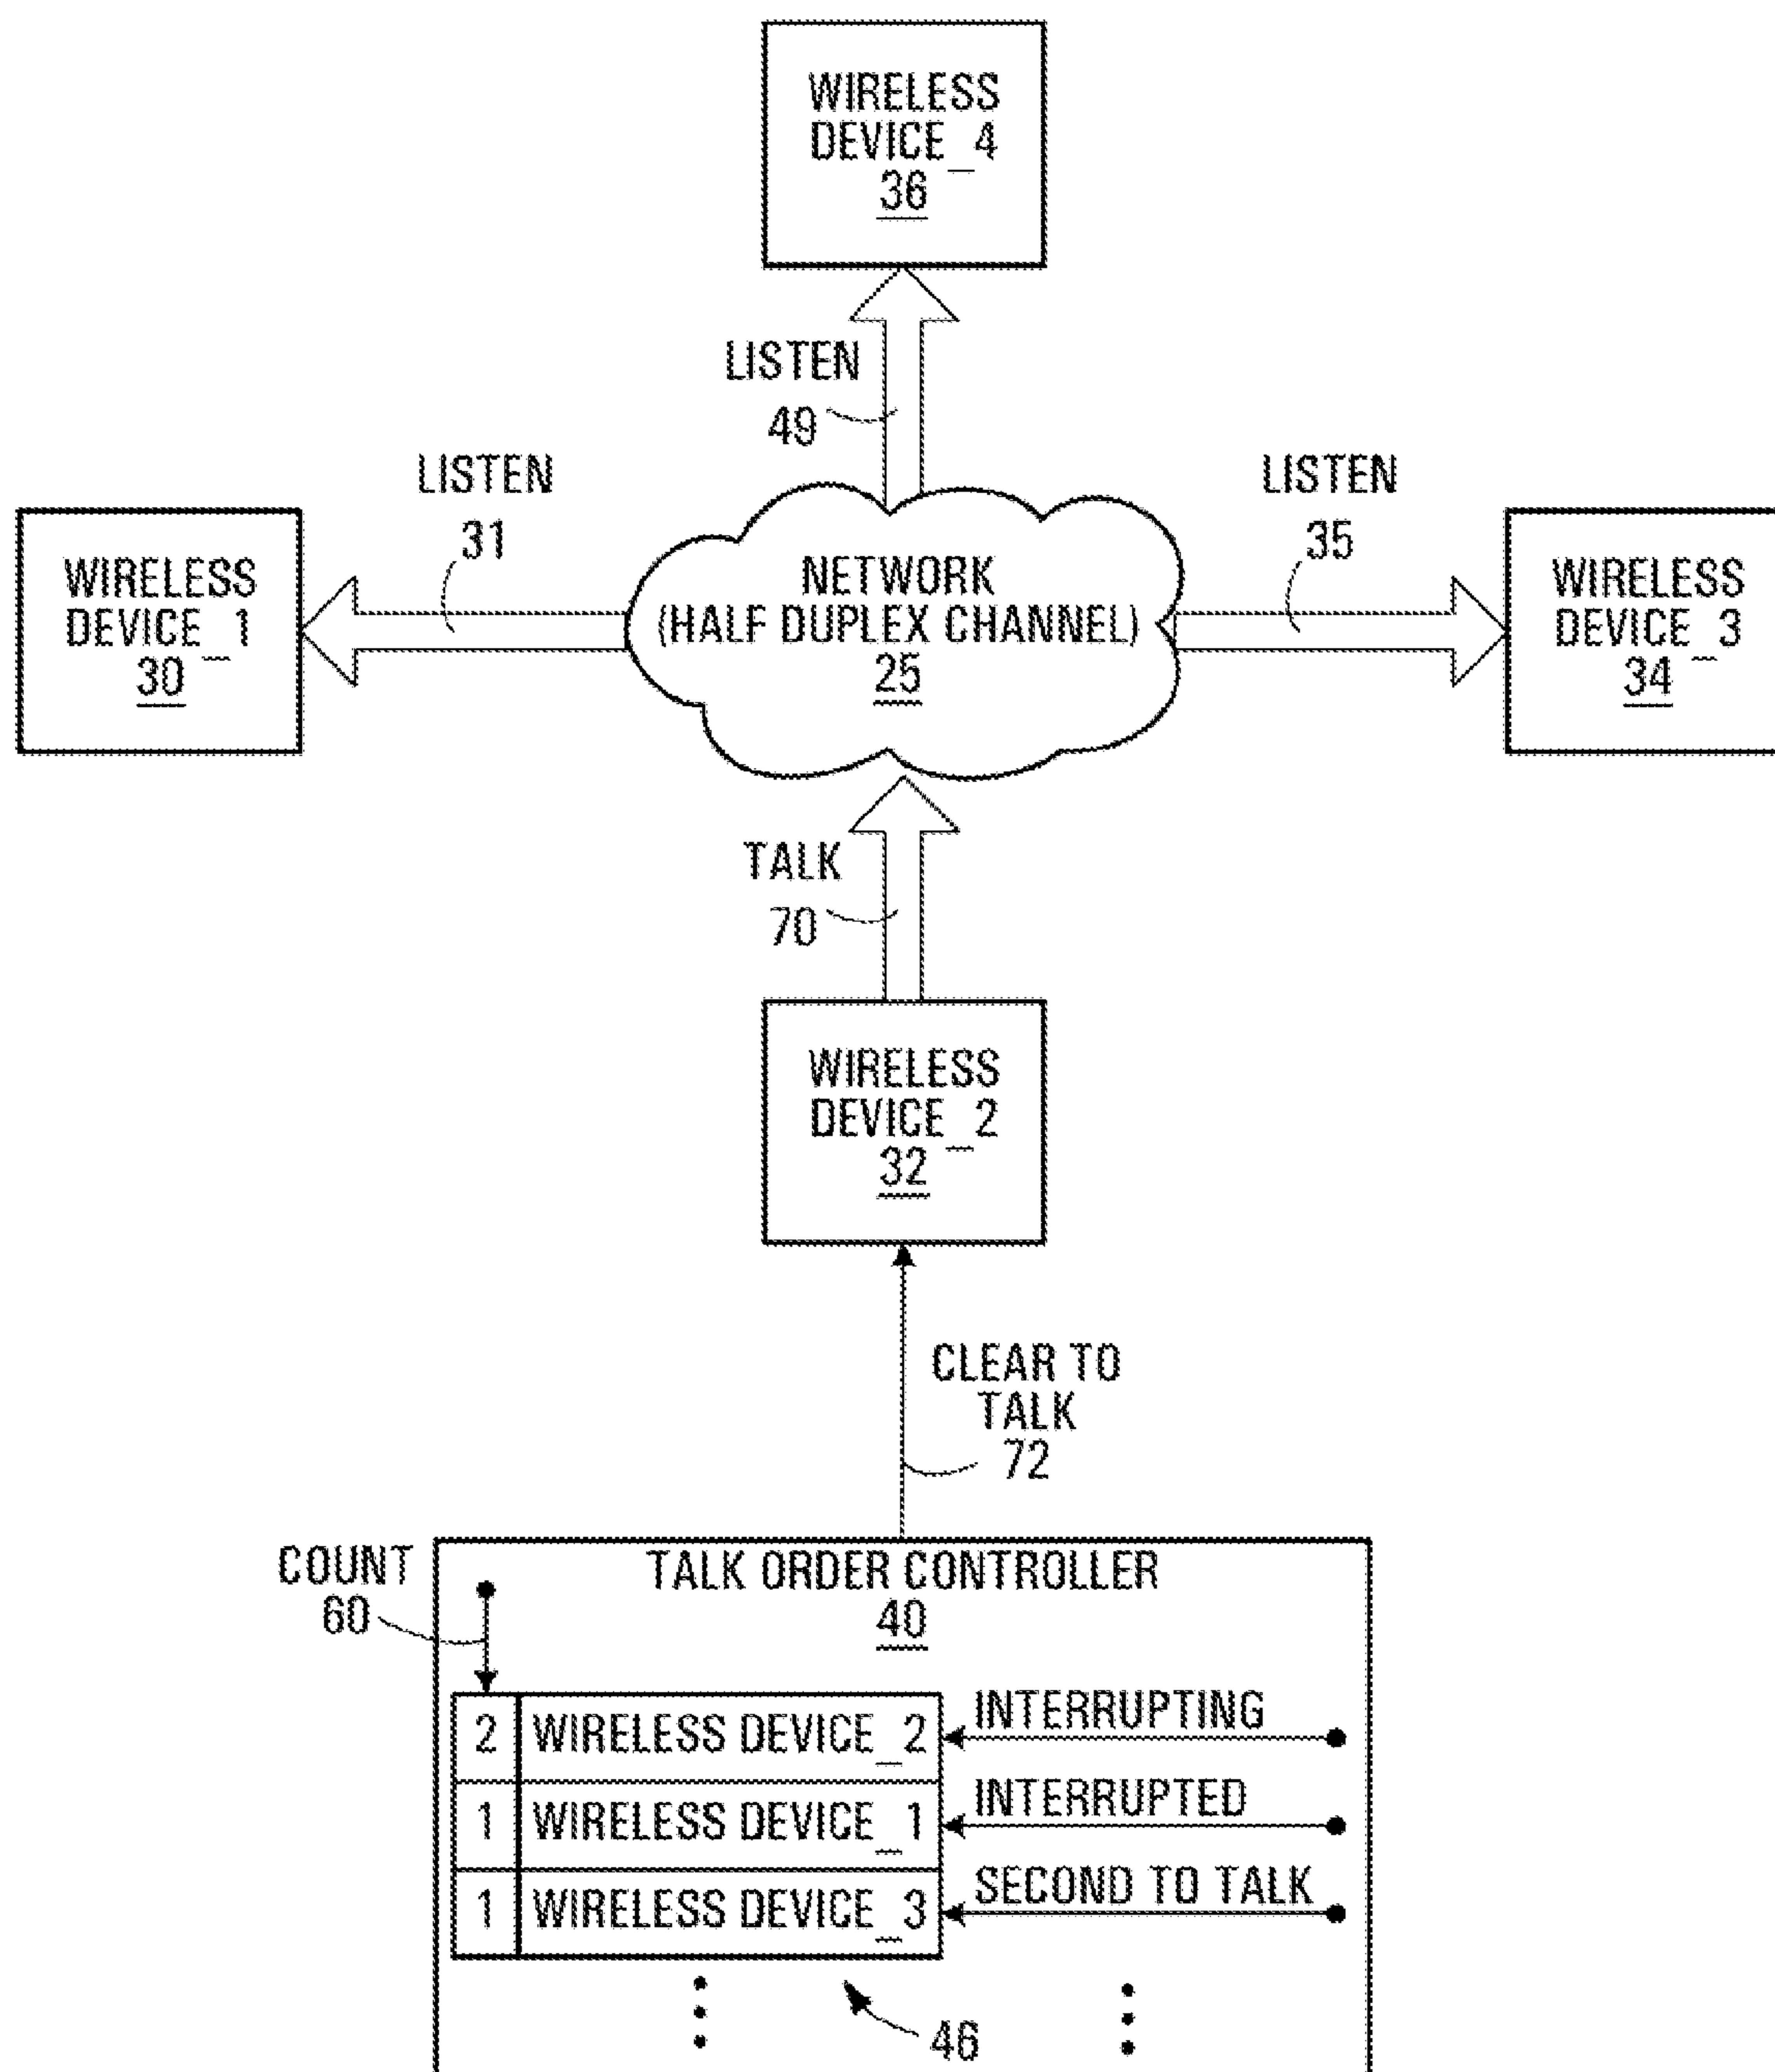 WIRELESS
DEVICE_4
36
LISTEN
49
LISTEN
31
LISTEN
35
WIRELESS
DEVICE_1
30
NETWORK
(HALF DUPLEX CHANNEL)
25
WIRELESS
DEVICE_3
34
TALK
70
WIRELESS
DEVICE_2
32
CLEAR TO
TALK
72
COUNT
60
TALK ORDER CONTROLLER
40
2 WIRELESS DEVICE_2 INTERRUPTING
1 WIRELESS DEVICE_1 INTERRUPTED
1 WIRELESS DEVICE_3 SECOND TO TALK
46